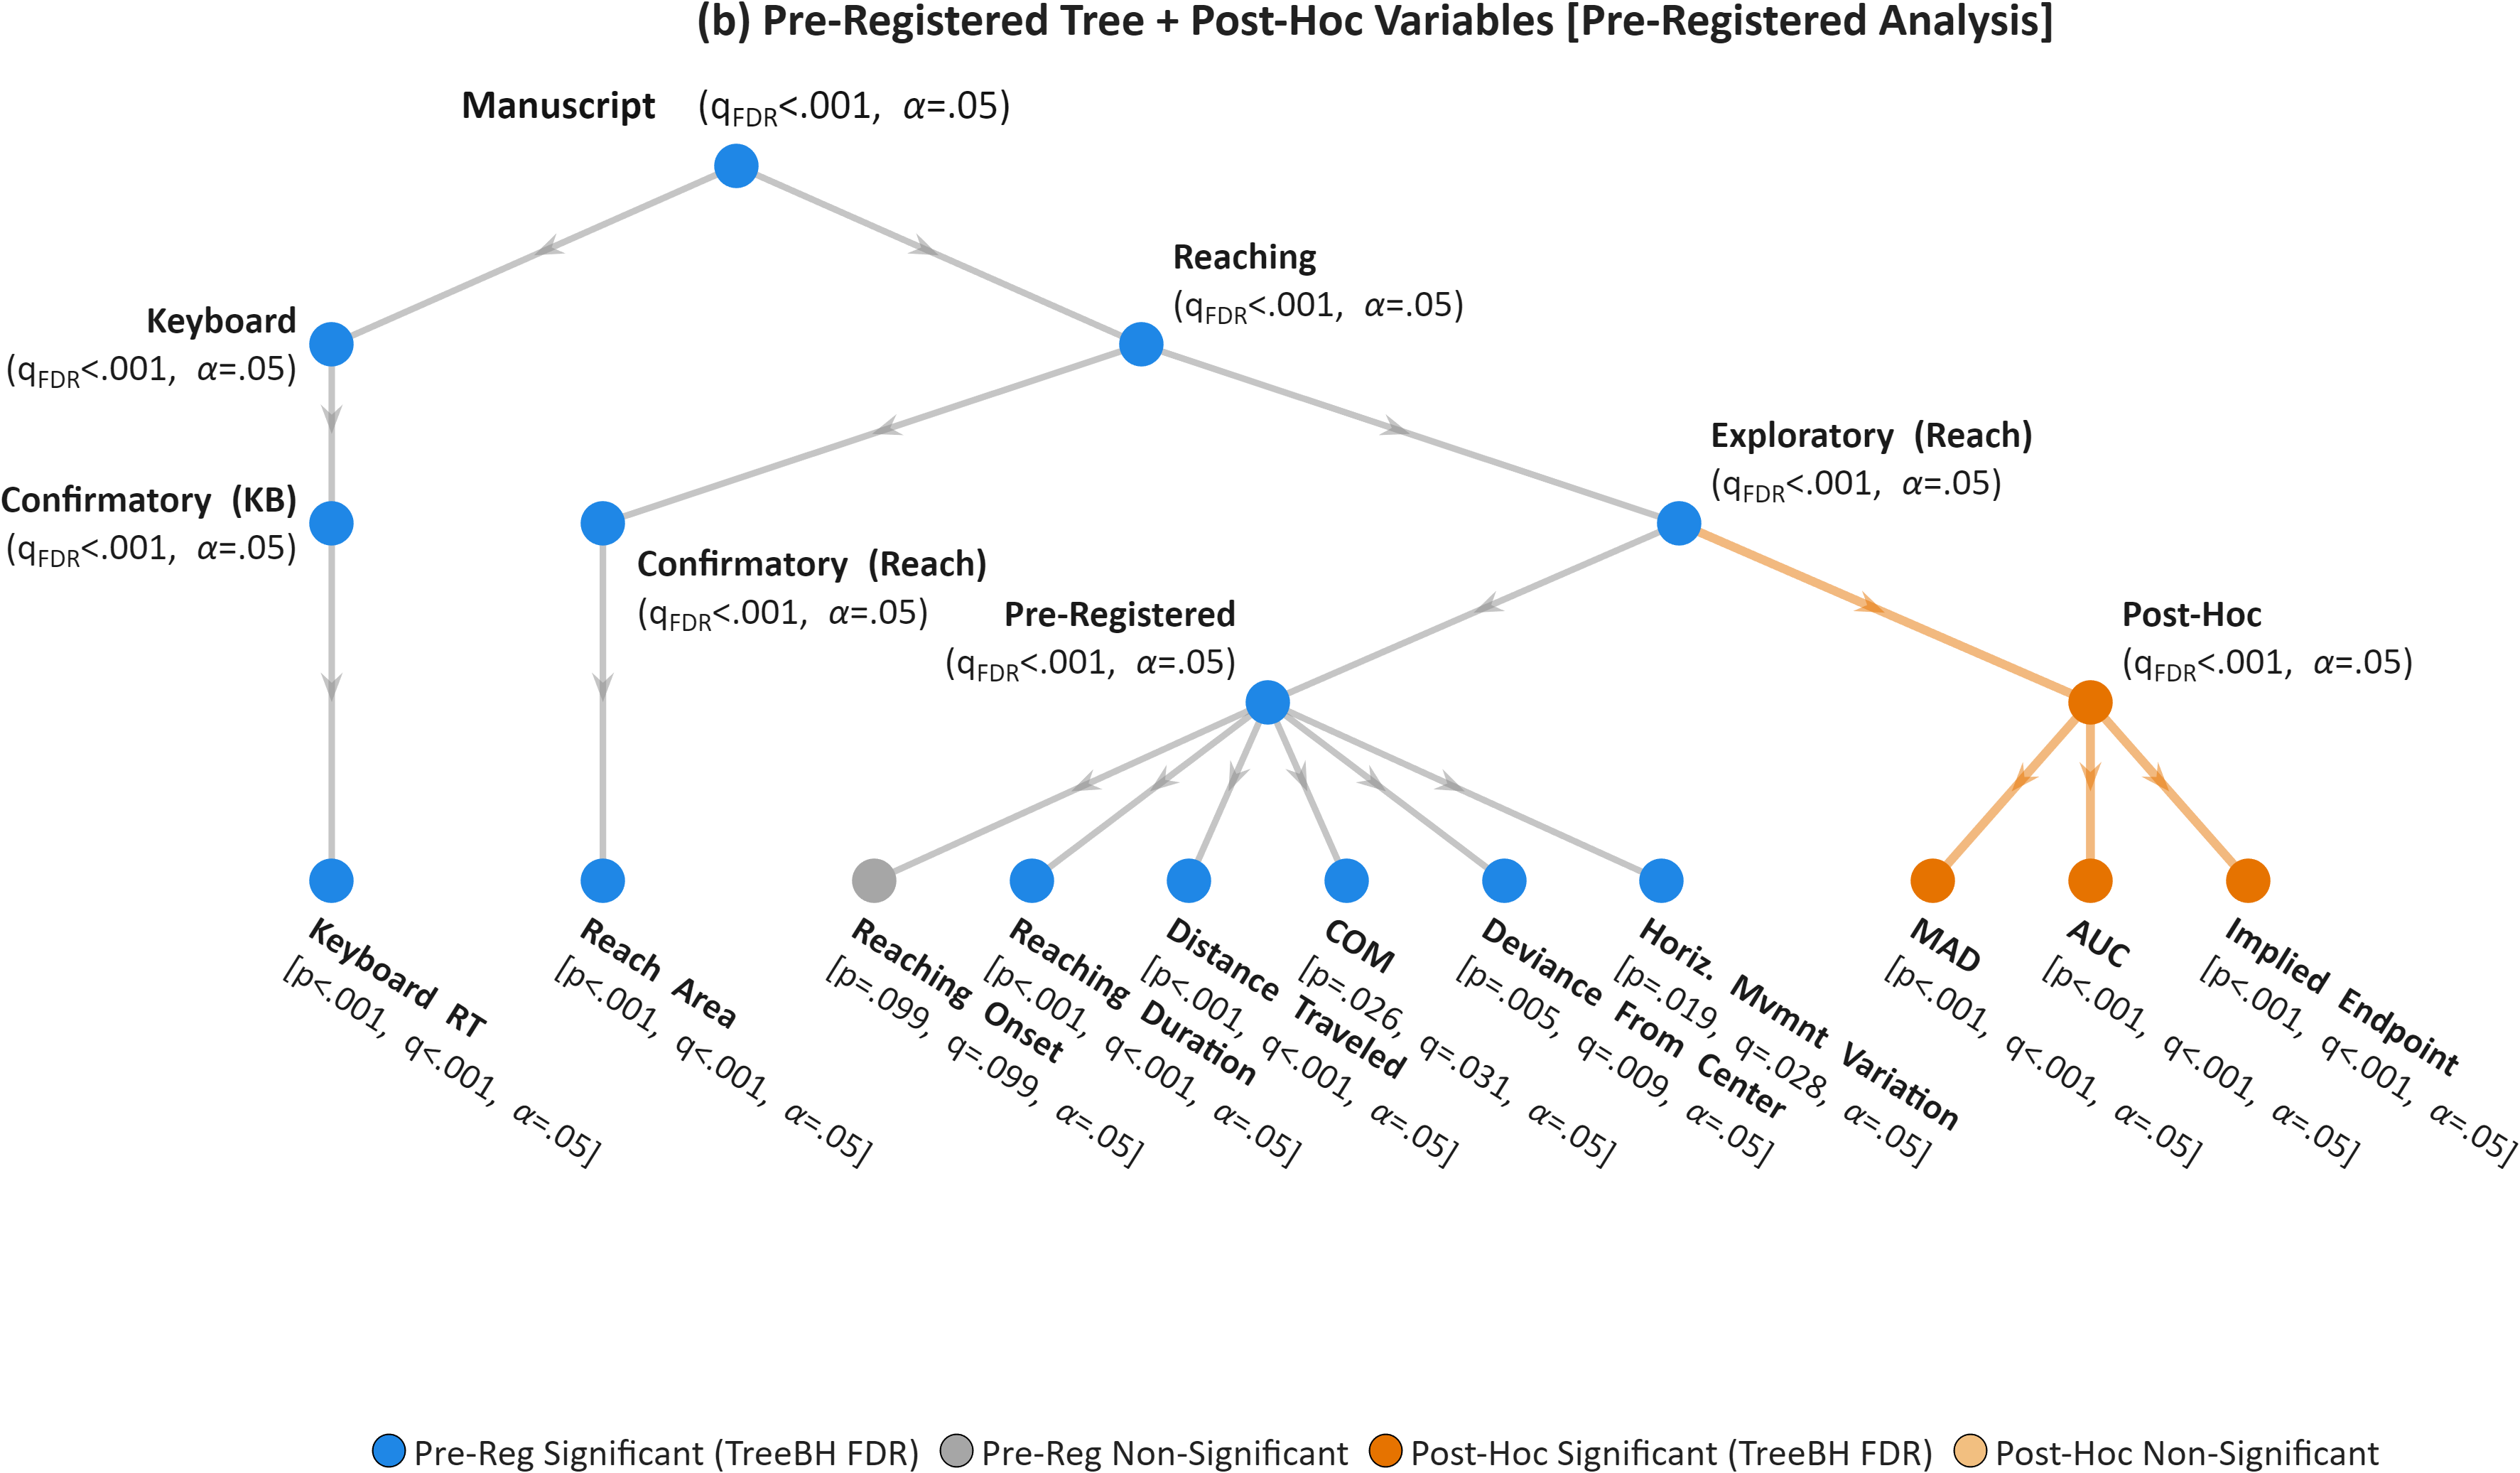 (b) Pre-Registered Tree + Post-Hoc Variables [Pre-Registered Analysis]
Manuscript (qFDR<.001, α=.05)
Reaching
(qFDR<.001, α=.05)
Keyboard
(qFDR<.001, α=.05)
Exploratory (Reach)
(qFDR<.001, α=.05)
Confirmatory (KB)
(qFDR<.001, α=.05)
Confirmatory (Reach)
(qFDR<.001, α=.05)
Pre-Registered
(qFDR<.001, α=.05)
Post-Hoc
(qFDR<.001, α=.05)
Keyboard RT
[p<.001, q<.001, α=.05]
Reach Area
[p<.001, q<.001, α=.05]
Reaching Onset
[p=.099, q=.099, α=.05]
Reaching Duration
[p<.001, q<.001, α=.05]
Distance Traveled
[p<.001, q<.001, α=.05]
COM
[p=.026, q=.031, α=.05]
Deviance From Center
[p=.005, q=.009, α=.05]
Horiz. Mvmnt Variation
[p=.019, q=.028, α=.05]
MAD
[p<.001, q<.001, α=.05]
AUC
[p<.001, q<.001, α=.05]
Implied Endpoint
[p<.001, q<.001, α=.05]
Pre-Reg Significant (TreeBH FDR) Pre-Reg Non-Significant Post-Hoc Significant (TreeBH FDR) Post-Hoc Non-Significant